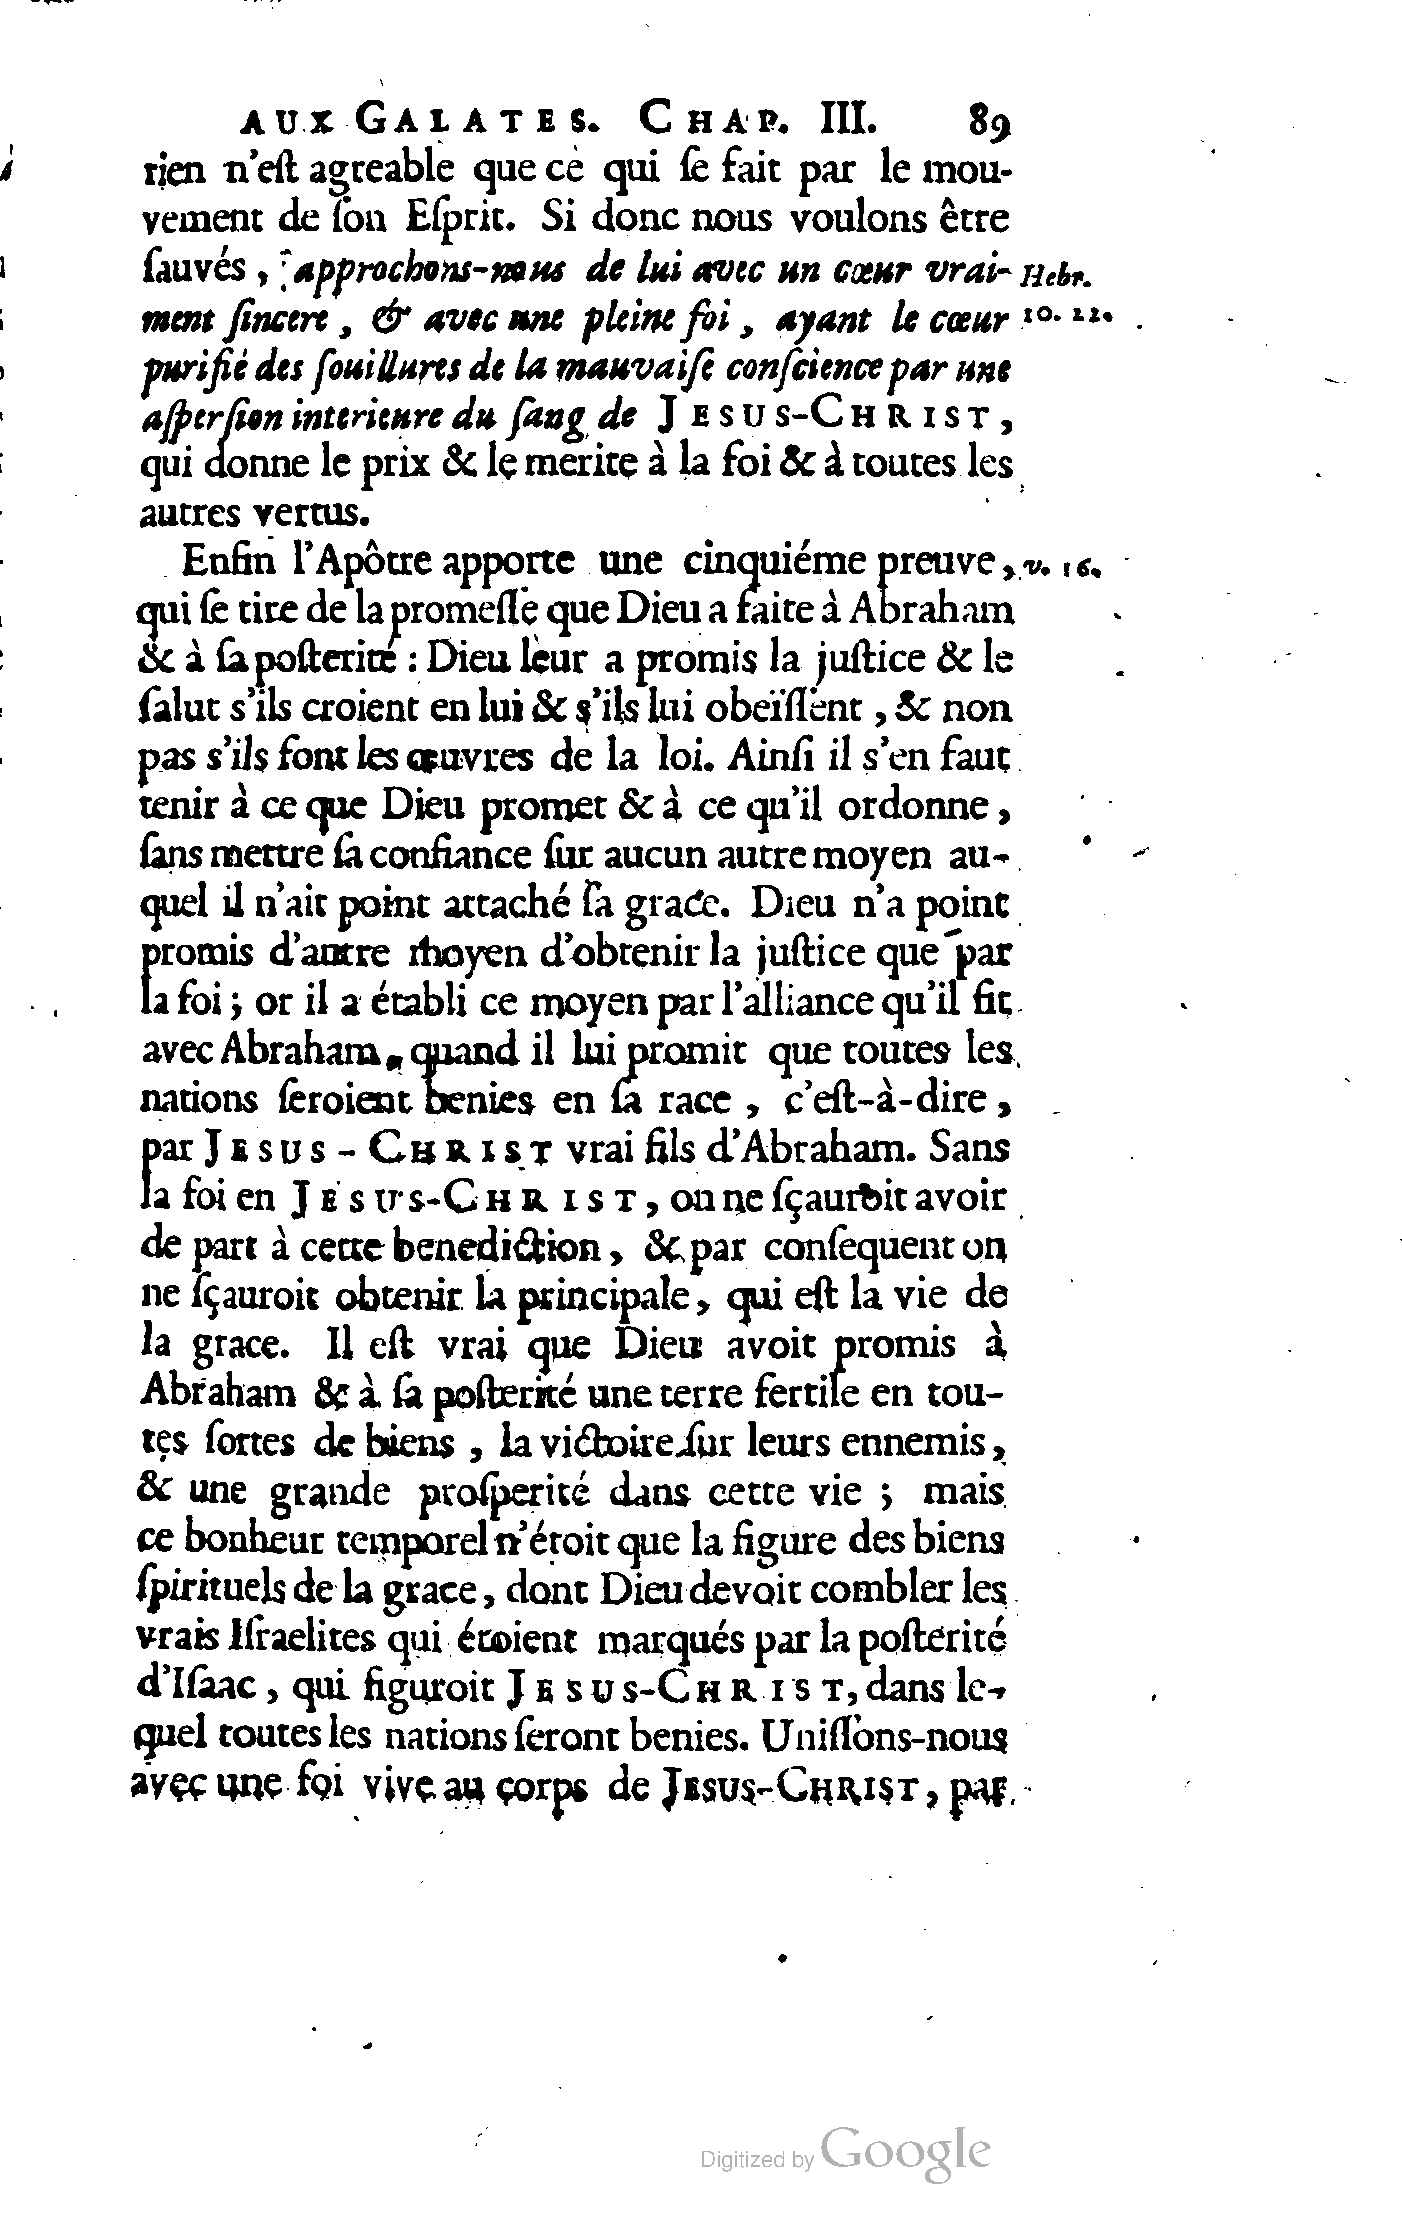 AUX GALATES. CHAP. III. 89
rien n'eſt agreable que ce qui ſe fait par le mou-
vement de ſon Eſprit. Si donc nous voulons être
ſauvés, approchons-nous de lui avec un cœur vrai- Hebr.
ment ſincere, & avec une pleine foi, ayant le cœur 10. 22.
purifié des ſouillures de la mauvaiſe conſcience par une
aſperſion interieure du ſang de JESUS-CHRIST,
qui donne le prix & le merite à la foi & à toutes les
autres vertus.
Enfin l'Apôtre apporte une cinquiéme preuve, v. 16.
qui ſe tire de la promeſſe que Dieu a faite à Abraham
& à ſa poſterité : Dieu leur a promis la juſtice & le
ſalut s'ils croient en lui & s'ils lui obeïſſent, & non
pas s'ils font les œuvres de la loi. Ainſi il s'en faut
tenir à ce que Dieu promet & à ce qu'il ordonne,
ſans mettre ſa confiance ſur aucun autre moyen au-
quel il n'ait point attaché ſa grace. Dieu n'a point
promis d'autre moyen d'obtenir la juſtice que par
la foi ; or il a établi ce moyen par l'alliance qu'il fit
avec Abraham, quand il lui promit que toutes les
nations ſeroient benies en ſa race, c'eſt-à-dire,
par JESUS-CHRIST vrai fils d'Abraham. Sans
la foi en JESUS-CHRIST, on ne ſçauroit avoir
de part à cette benediction, & par conſequent on
ne ſçauroit obtenir la principale, qui eſt la vie de
la grace. Il eſt vrai que Dieu avoit promis à
Abraham & à ſa poſterité une terre fertile en tou-
tes ſortes de biens, la victoire ſur leurs ennemis,
& une grande proſperité dans cette vie ; mais
ce bonheur temporel n'étoit que la figure des biens
ſpirituels de la grace, dont Dieu devoit combler les
vrais Iſraelites qui étoient marqués par la poſterité
d'Iſaac, qui figuroit JESUS-CHRIST, dans le-
quel toutes les nations ſeront benies. Uniſſons-nous
avec une foi vive au corps de JESUS-CHRIST, par
Digitized by Google